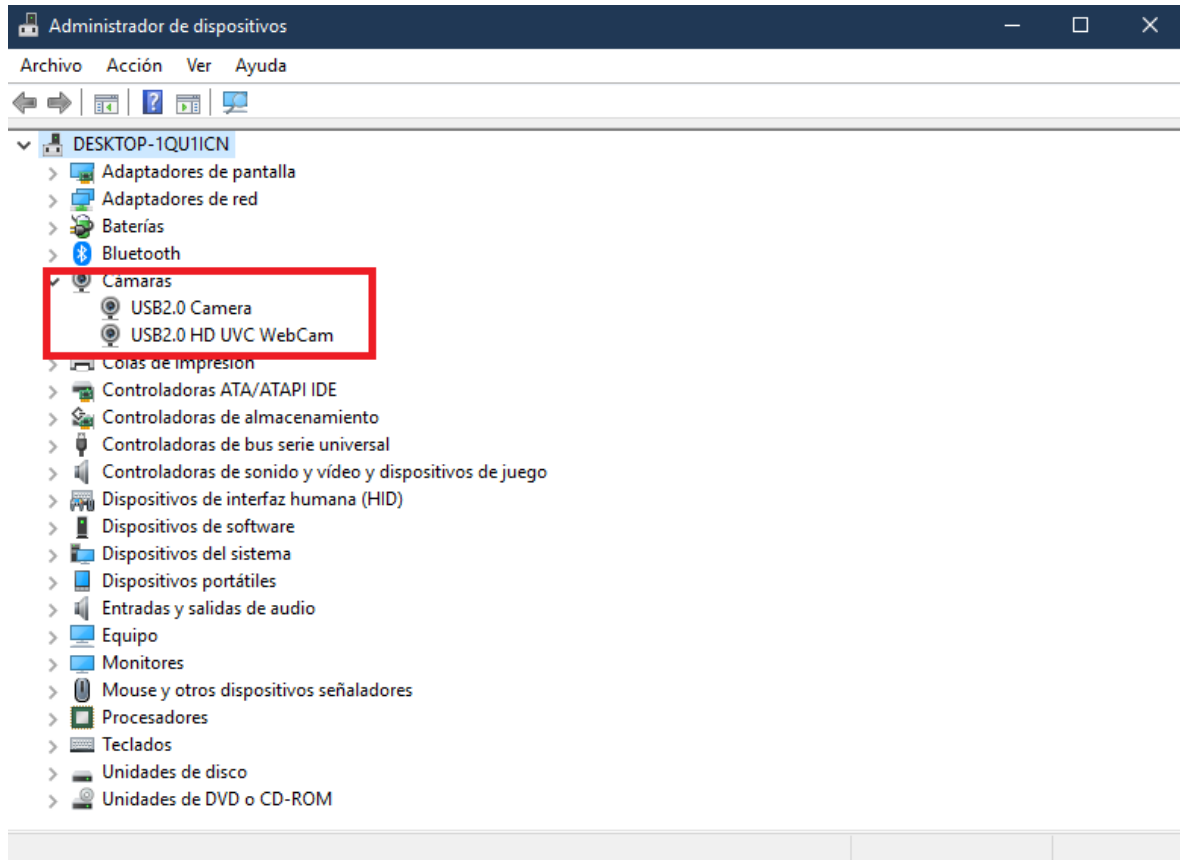 Administrador de dispositivos
Archivo Acción Ver Ayuda
DESKTOP-1QU1ICN
Adaptadores de pantalla
Adaptadores de red
Baterías
Bluetooth
Cámaras
USB2.0 Camera
USB2.0 HD UVC WebCam
Colas de impresión
Controladoras ATA/ATAPI IDE
Controladoras de almacenamiento
Controladoras de bus serie universal
Controladoras de sonido y vídeo y dispositivos de juego
Dispositivos de interfaz humana (HID)
Dispositivos de software
Dispositivos del sistema
Dispositivos portátiles
Entradas y salidas de audio
Equipo
Monitores
Mouse y otros dispositivos señaladores
Procesadores
Teclados
Unidades de disco
Unidades de DVD o CD-ROM